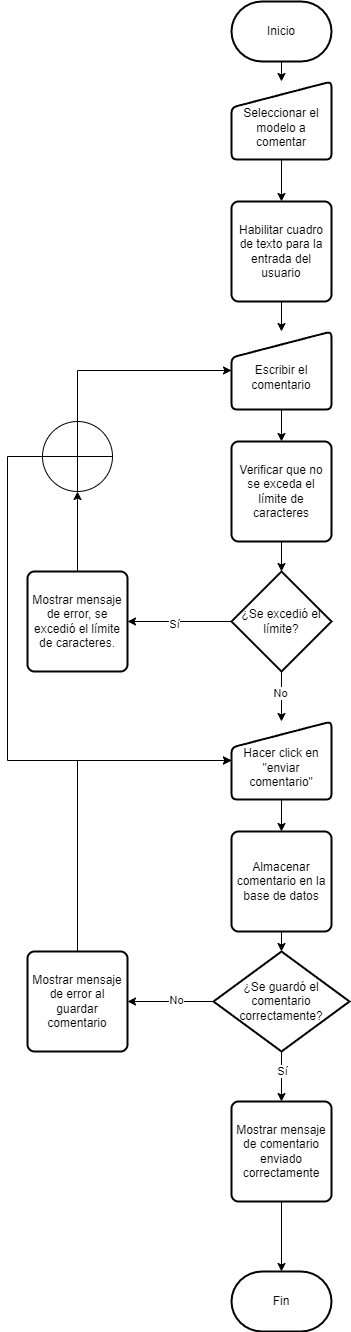 Inicio
Seleccionar el
modelo a
comentar
Habilitar cuadro
de texto para la
entrada del
usuario
Escribir el
comentario
Verificar que no
se exceda el
límite de
caracteres
¿Se excedió el
límite?
Sí
Mostrar mensaje
de error, se
excedió el límite
de caracteres.
No
Hacer click en
"enviar
comentario"
Almacenar
comentario en la
base de datos
¿Se guardó el
comentario
correctamente?
No
Mostrar mensaje
de error al
guardar
comentario
Sí
Mostrar mensaje
de comentario
enviado
correctamente
Fin